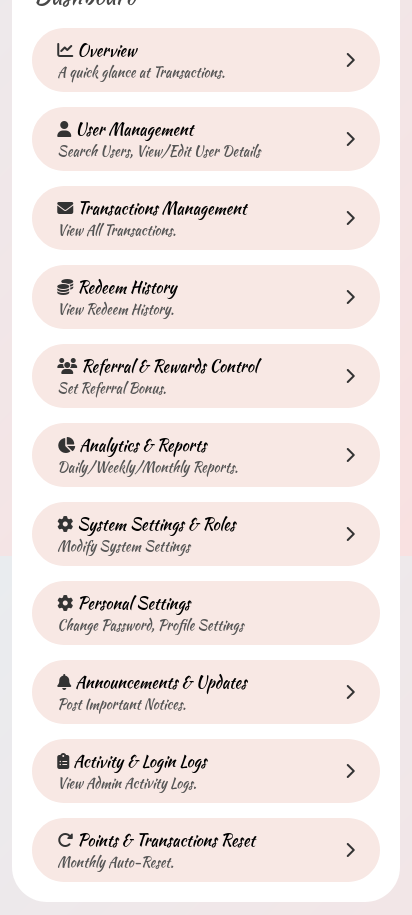 Dashboard
Overview
A quick glance at Transactions.
User Management
Search Users, View/Edit User Details
Transactions Management
View All Transactions.
Redeem History
View Redeem History.
Referral & Rewards Control
Set Referral Bonus.
Analytics & Reports
Daily/Weekly/Monthly Reports.
System Settings & Roles
Modify System Settings
Personal Settings
Change Password, Profile Settings
Announcements & Updates
Post Important Notices.
Activity & Login Logs
View Admin Activity Logs.
Points & Transactions Reset
Monthly Auto-Reset.